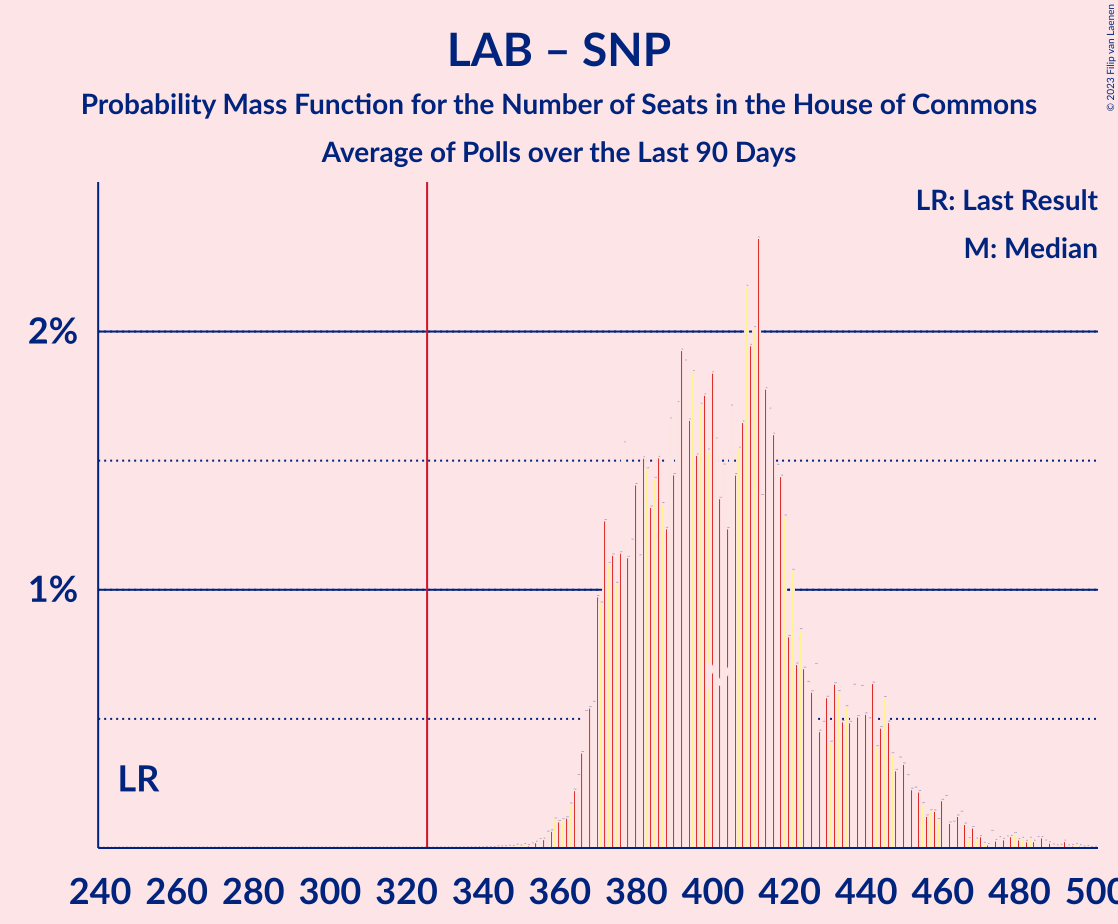 LAB – SNP
Probability Mass Function for the Number of Seats in the House of Commons
Average of Polls over the Last 90 Days
© 2023 Filip van Laenen
LR: Last Result
M: Median
2%
1%
LR
240 260 280 300 320 340 360 380 400 420 440 460 480 500